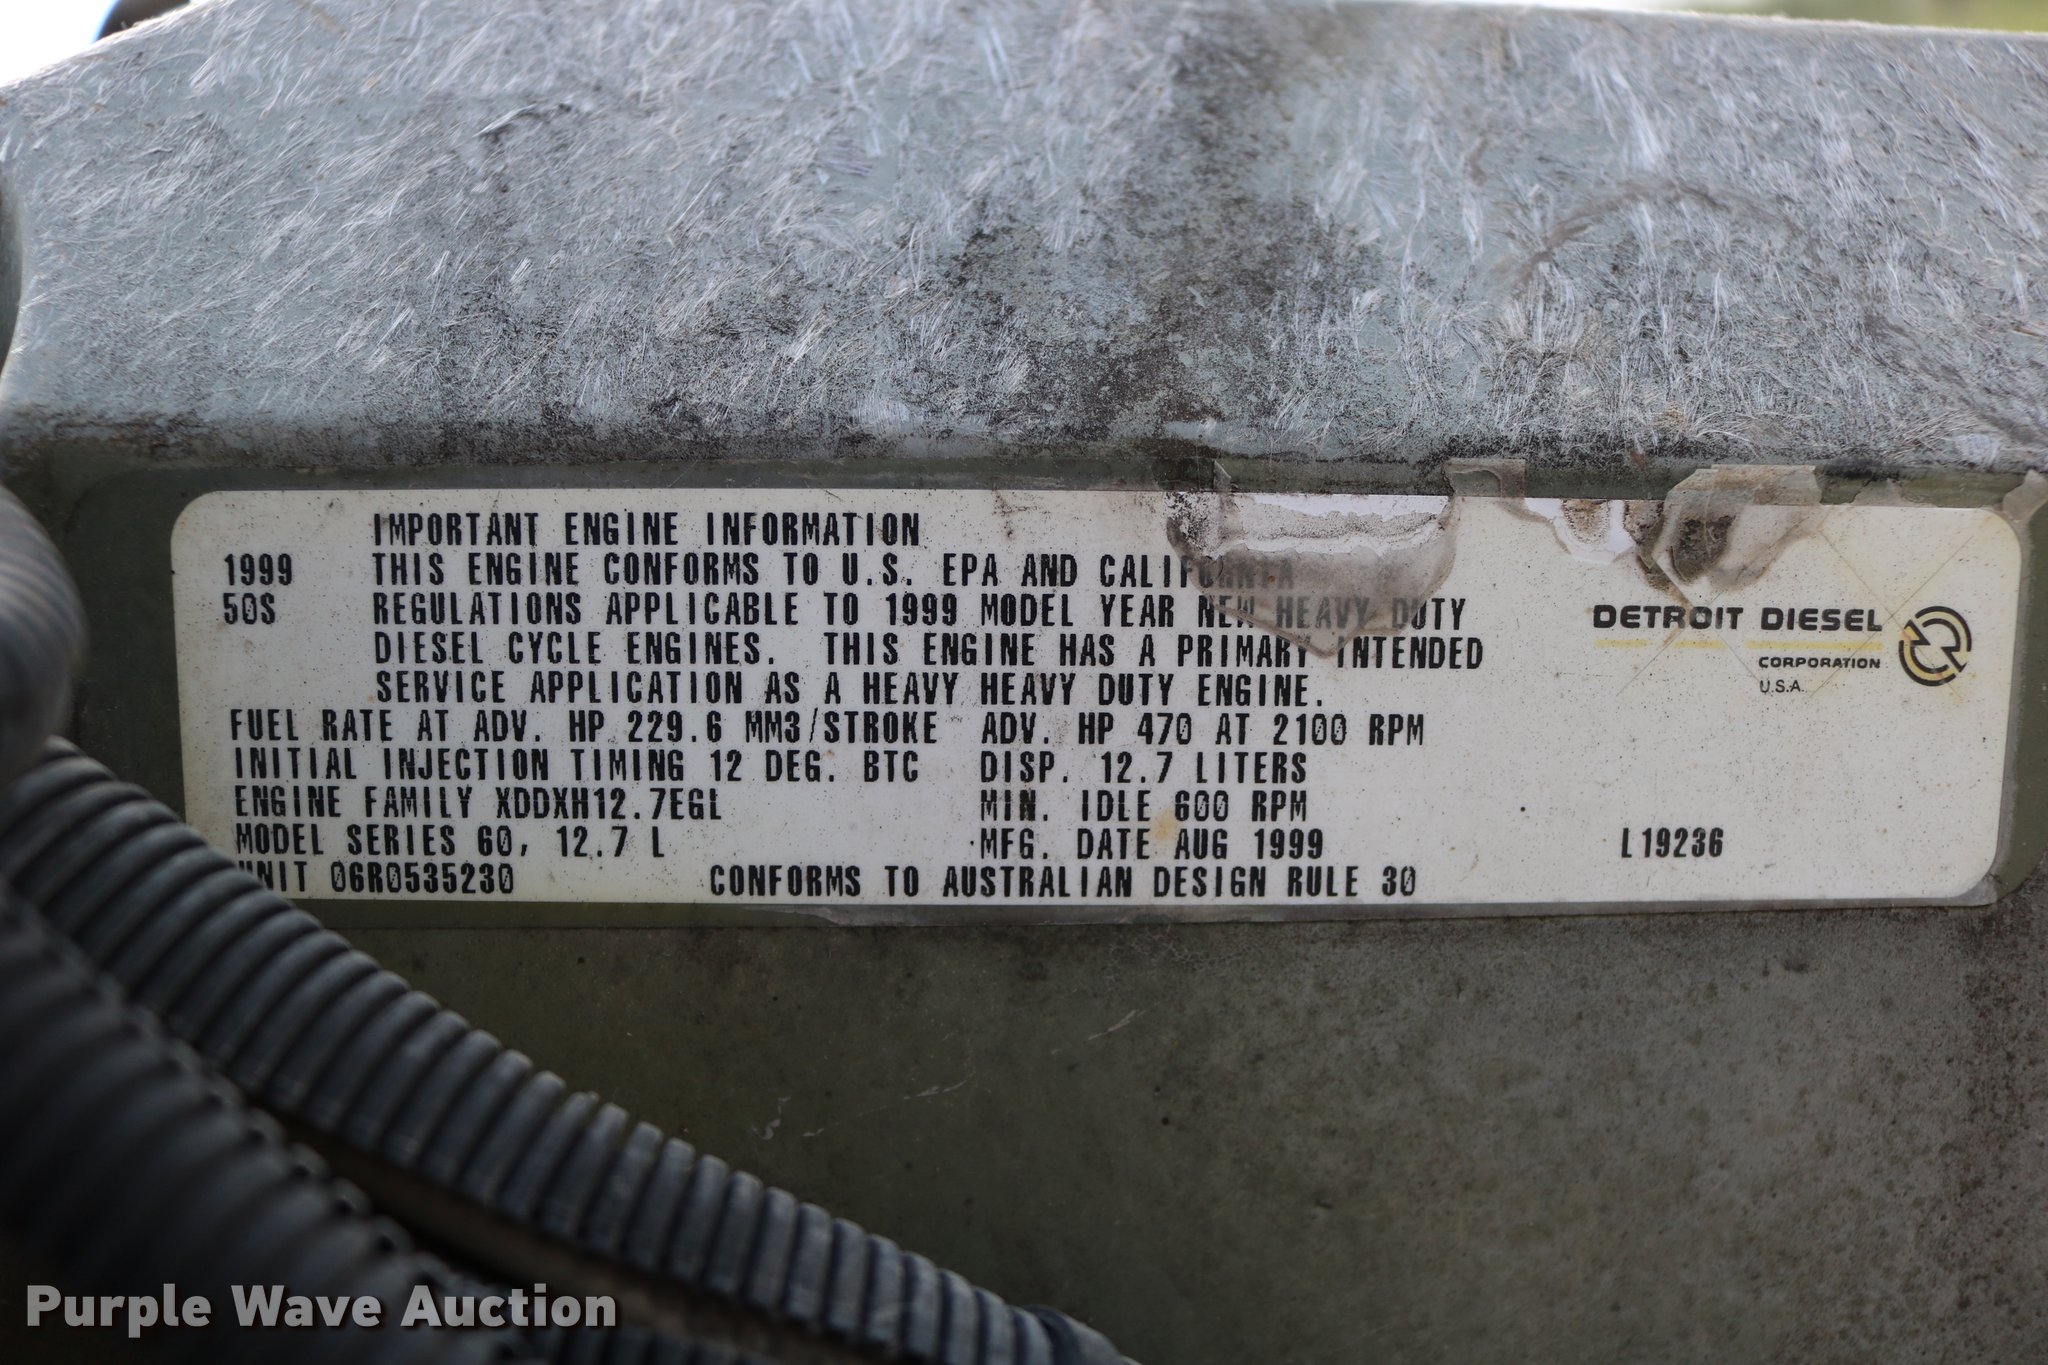 IMPORTANT ENGINE INFORMATION
1999 THIS ENGINE CONFORMS TO U.S. EPA AND CALIFORNIA
50S REGULATIONS APPLICABLE TO 1999 MODEL YEAR NEW HEAVY DUTY
DIESEL CYCLE ENGINES. THIS ENGINE HAS A PRIMARY INTENDED
SERVICE APPLICATION AS A HEAVY HEAVY DUTY ENGINE.
FUEL RATE AT ADV. HP 229.6 MM3/STROKE ADV. HP 470 AT 2100 RPM
INITIAL INJECTION TIMING 12 DEG. BTC DISP. 12.7 LITERS
ENGINE FAMILY XDDXH12.7EGL MIN. IDLE 600 RPM
MODEL SERIES 60, 12.7 L MFG. DATE AUG 1999 L19236
UNIT 06R0535230 CONFORMS TO AUSTRALIAN DESIGN RULE 30
DETROIT DIESEL
CORPORATION
U.S.A.
Purple Wave Auction